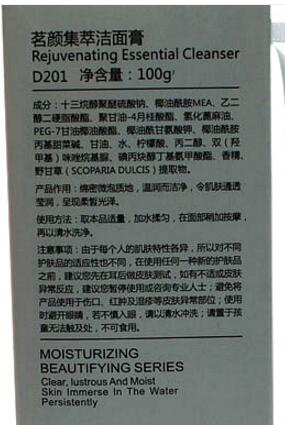 茗颜集萃洁面膏
Rejuvenating Essential Cleanser
D201 净含量：100g
成分：十三烷醇聚醚硫酸钠、椰油酰胺MEA、乙二
醇二硬脂酸酯、聚甘油-4月桂酸酯、氢化蓖麻油、
PEG-7甘油椰油酸酯、椰油酰甘氨酸钾、椰油酰胺
丙基甜菜碱、甘油、水、柠檬酸、丙二醇、双（羟
甲基）咪唑烷基脲、碘丙炔醇丁基氨甲酸酯、香精、
野甘草（SCOPARIA DULCIS）提取物。
产品作用：绵密微泡质地，温润而洁净，令肌肤通透
莹润，呈现柔皙光泽。
使用方法：取本品适量，加水揉匀，在面部稍加按摩，
再以清水洗净。
注意事项：由于每个人的肌肤特性各异，所以对不同
护肤品的适应性也不同，在使用任何一种新的护肤品
之前，建议您先在耳后做皮肤测试，如有不适或皮肤
异常反应，建议您暂停使用或咨询专业人士；避免将
产品使用于伤口、红肿及湿疹等皮肤异常部位；使用
时避开眼睛，若不慎入眼，请以清水冲洗；请置于孩
童无法触及处，不可食用。
MOISTURIZING
BEAUTIFYING SERIES
Clear, lustrous And Moist
Skin Immerse In The Water
Persistently